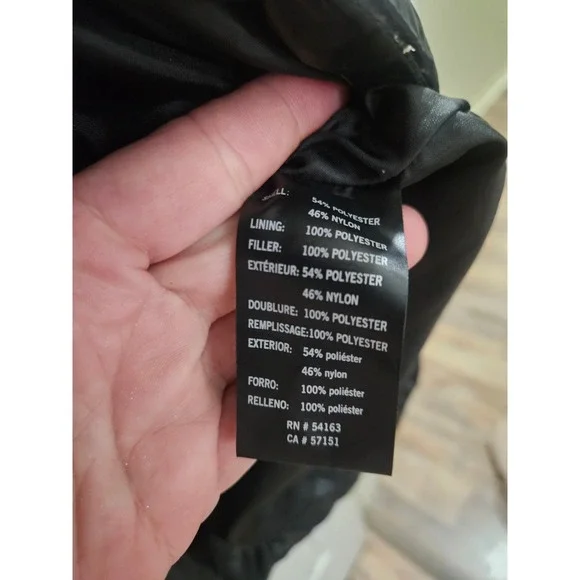 SHELL: 54% POLYESTER
46% NYLON
LINING: 100% POLYESTER
FILLER: 100% POLYESTER
EXTÉRIEUR: 54% POLYESTER
46% NYLON
DOUBLURE: 100% POLYESTER
REMPLISSAGE:100% POLYESTER
EXTERIOR: 54% poliéster
46% nylon
FORRO: 100% poliéster
RELLENO: 100% poliéster
RN # 54163
CA # 57151